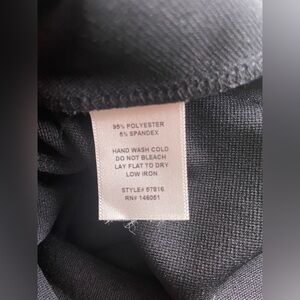 95% POLYESTER
5% SPANDEX
HAND WASH COLD
DO NOT BLEACH
LAY FLAT TO DRY
LOW IRON
STYLE# 57816
RN# 146051